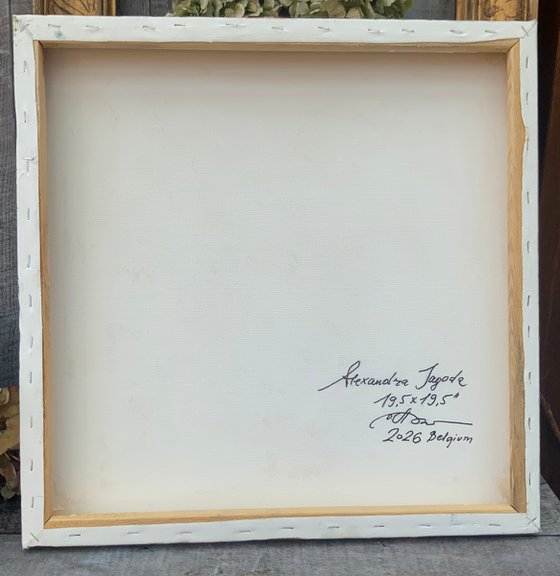 Alexandra Jagoda
19,5 x 19,5"
2026 Belgium